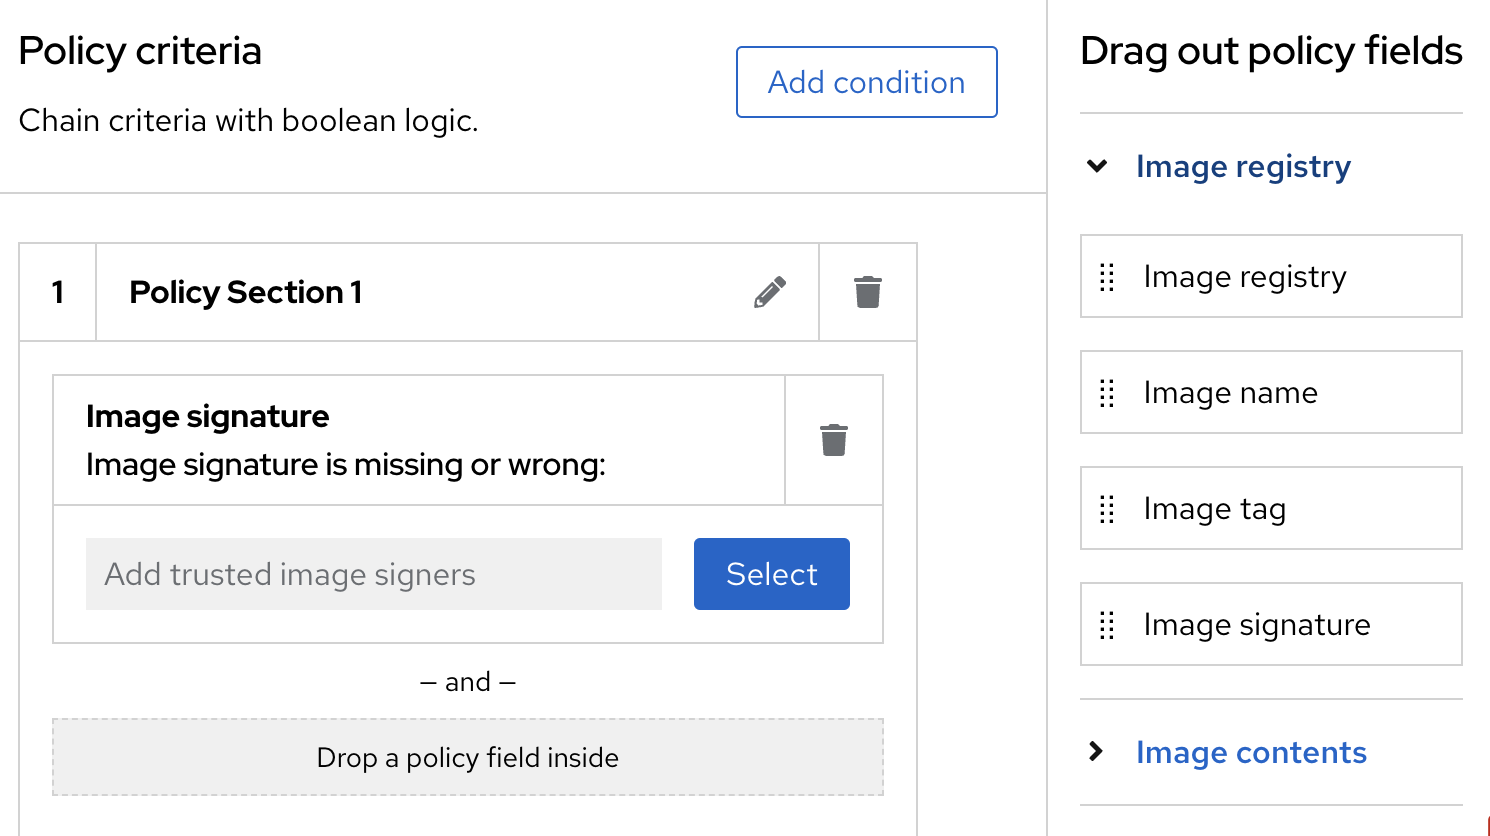 Policy criteria
Chain criteria with boolean logic.
Add condition
1
Policy Section 1
Image signature
Image signature is missing or wrong:
Add trusted image signers
Select
– and –
Drop a policy field inside
Drag out policy fields
Image registry
Image registry
Image name
Image tag
Image signature
Image contents